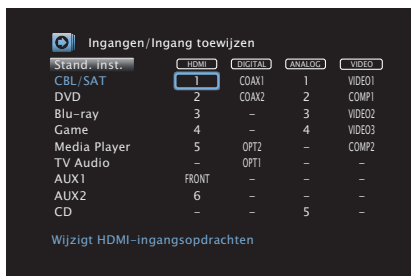 Ingangen/Ingang toewijzen
Stand. inst. HDMI DIGITAL ANALOG VIDEO
CBL/SAT 1 COAX1 1 VIDEO1
DVD 2 COAX2 2 COMP1
Blu-ray 3 – 3 VIDEO2
Game 4 – 4 VIDEO3
Media Player 5 OPT2 – COMP2
TV Audio – OPT1 – –
AUX1 FRONT – – –
AUX2 6 – – –
CD – – 5 –
Wijzigt HDMI-ingangsopdrachten